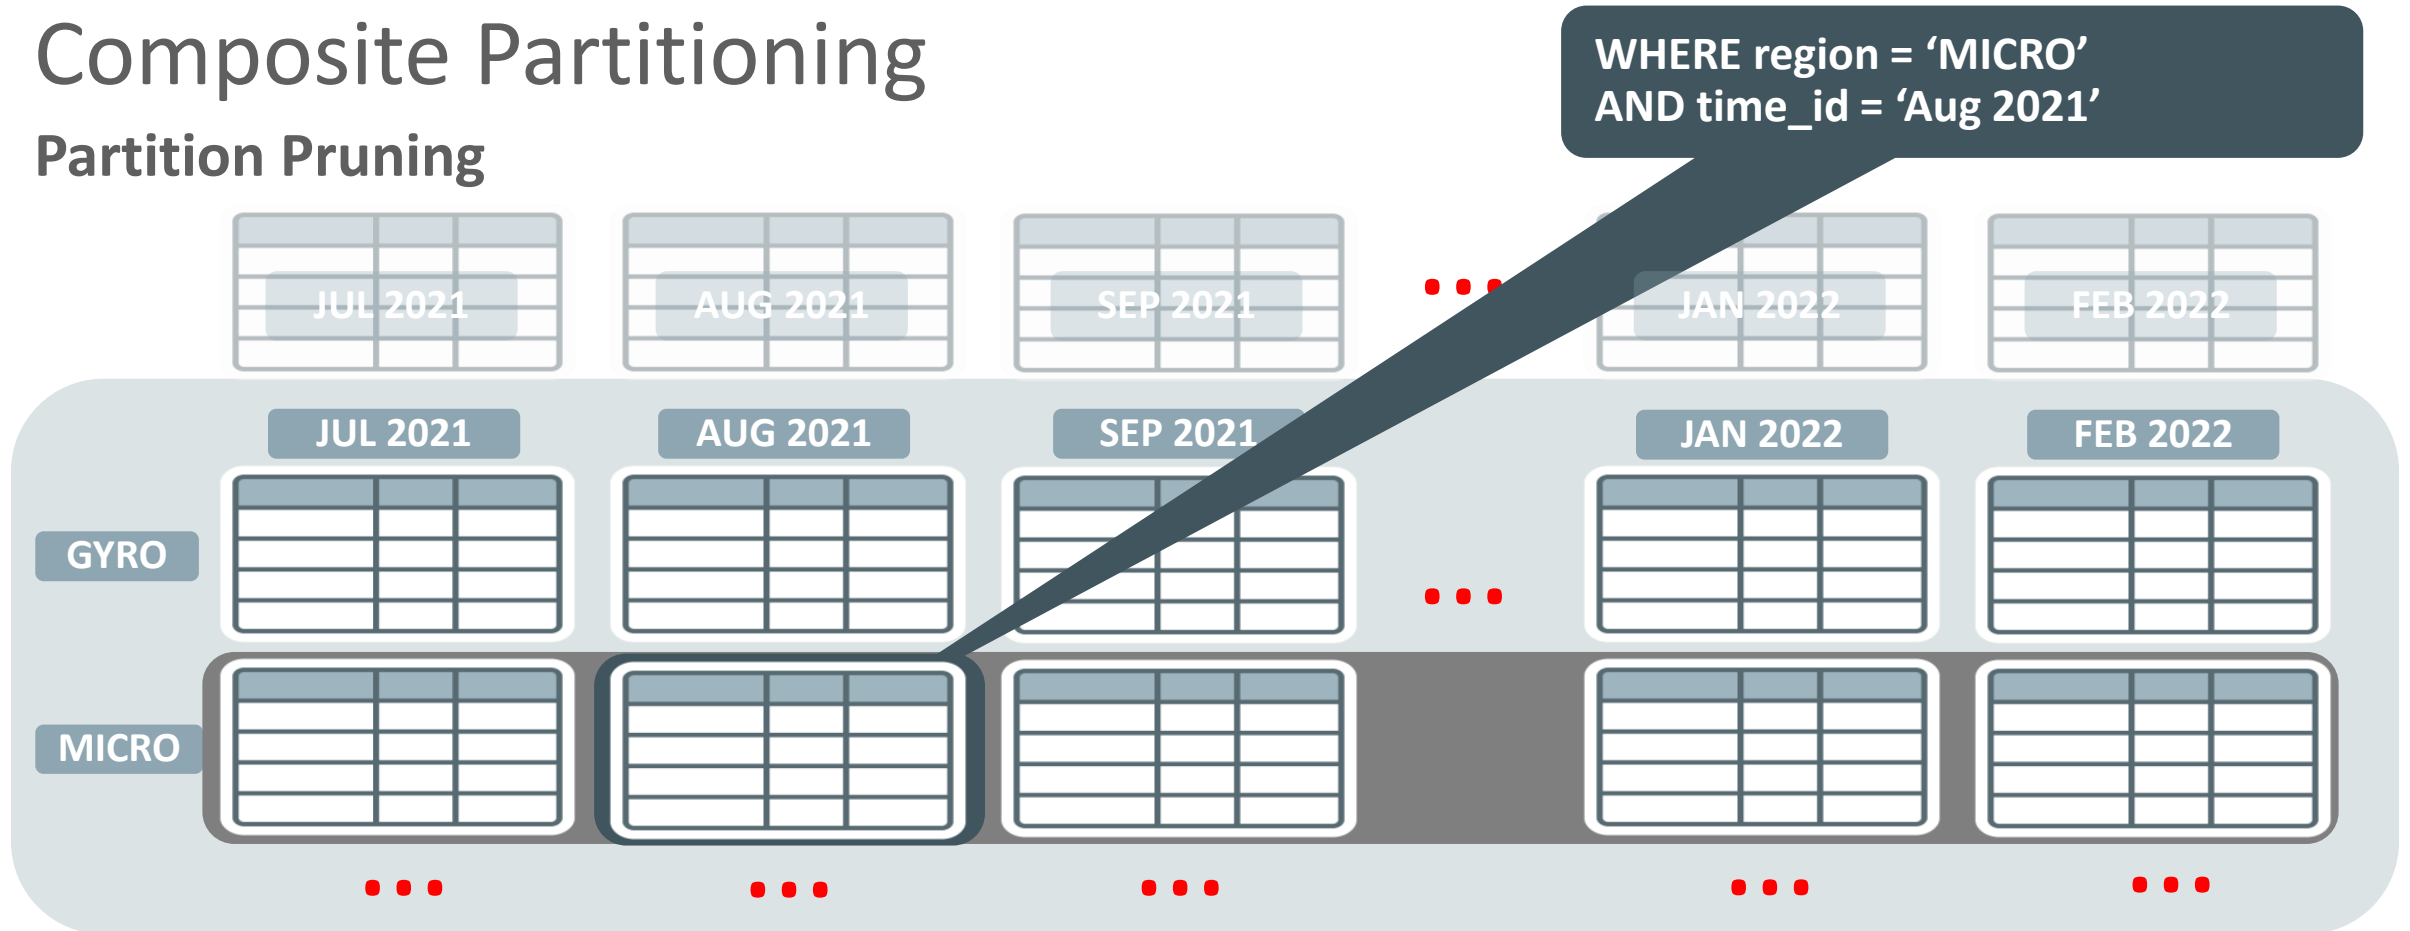 Composite Partitioning
Partition Pruning
WHERE region = ‘MICRO’
AND time_id = ‘Aug 2021’
JUL 2021
AUG 2021
SEP 2021
...
JAN 2022
FEB 2022
JUL 2021
AUG 2021
SEP 2021
JAN 2022
FEB 2022
GYRO
...
MICRO
...
...
...
...
...